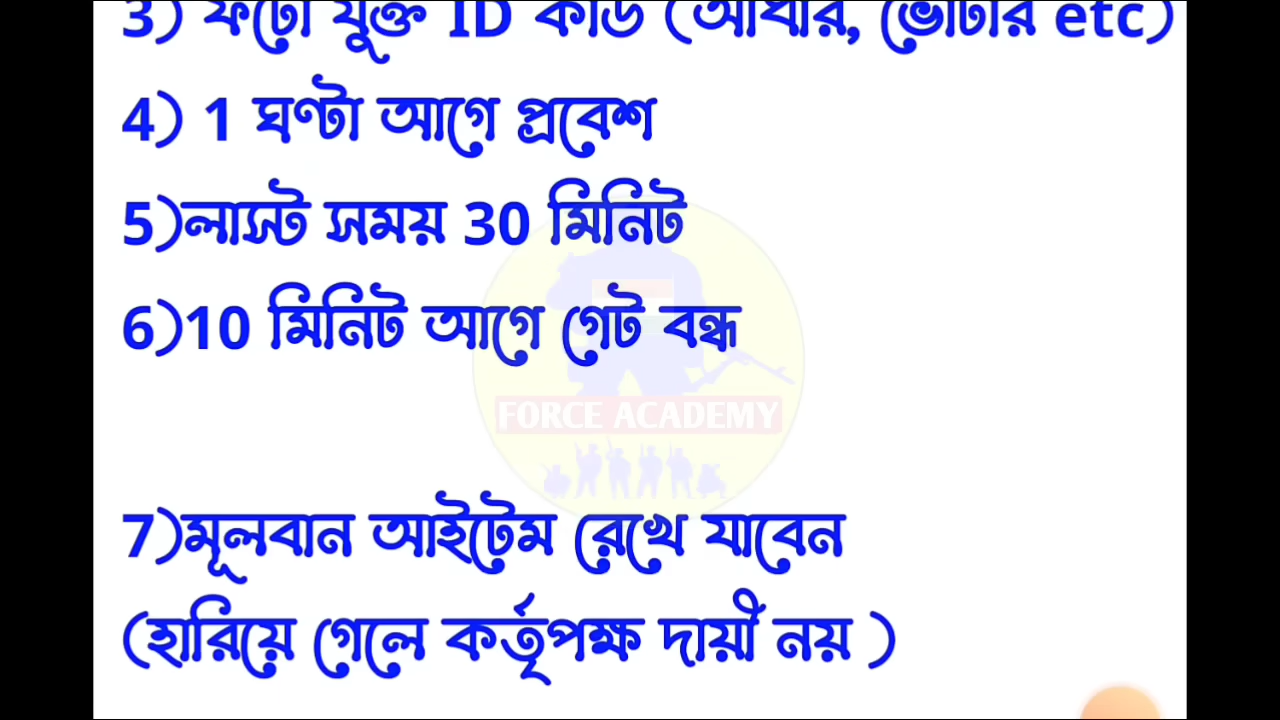 3) ফটো যুক্ত ID কার্ড (আধার, ভোটার etc)
4) 1 ঘণ্টা আগে প্রবেশ
5)লাস্ট সময় 30 মিনিট
6)10 মিনিট আগে গেট বন্ধ
FORCE ACADEMY
7)মূলবান আইটেম রেখে যাবেন
(হারিয়ে গেলে কর্তৃপক্ষ দায়ী নয় )